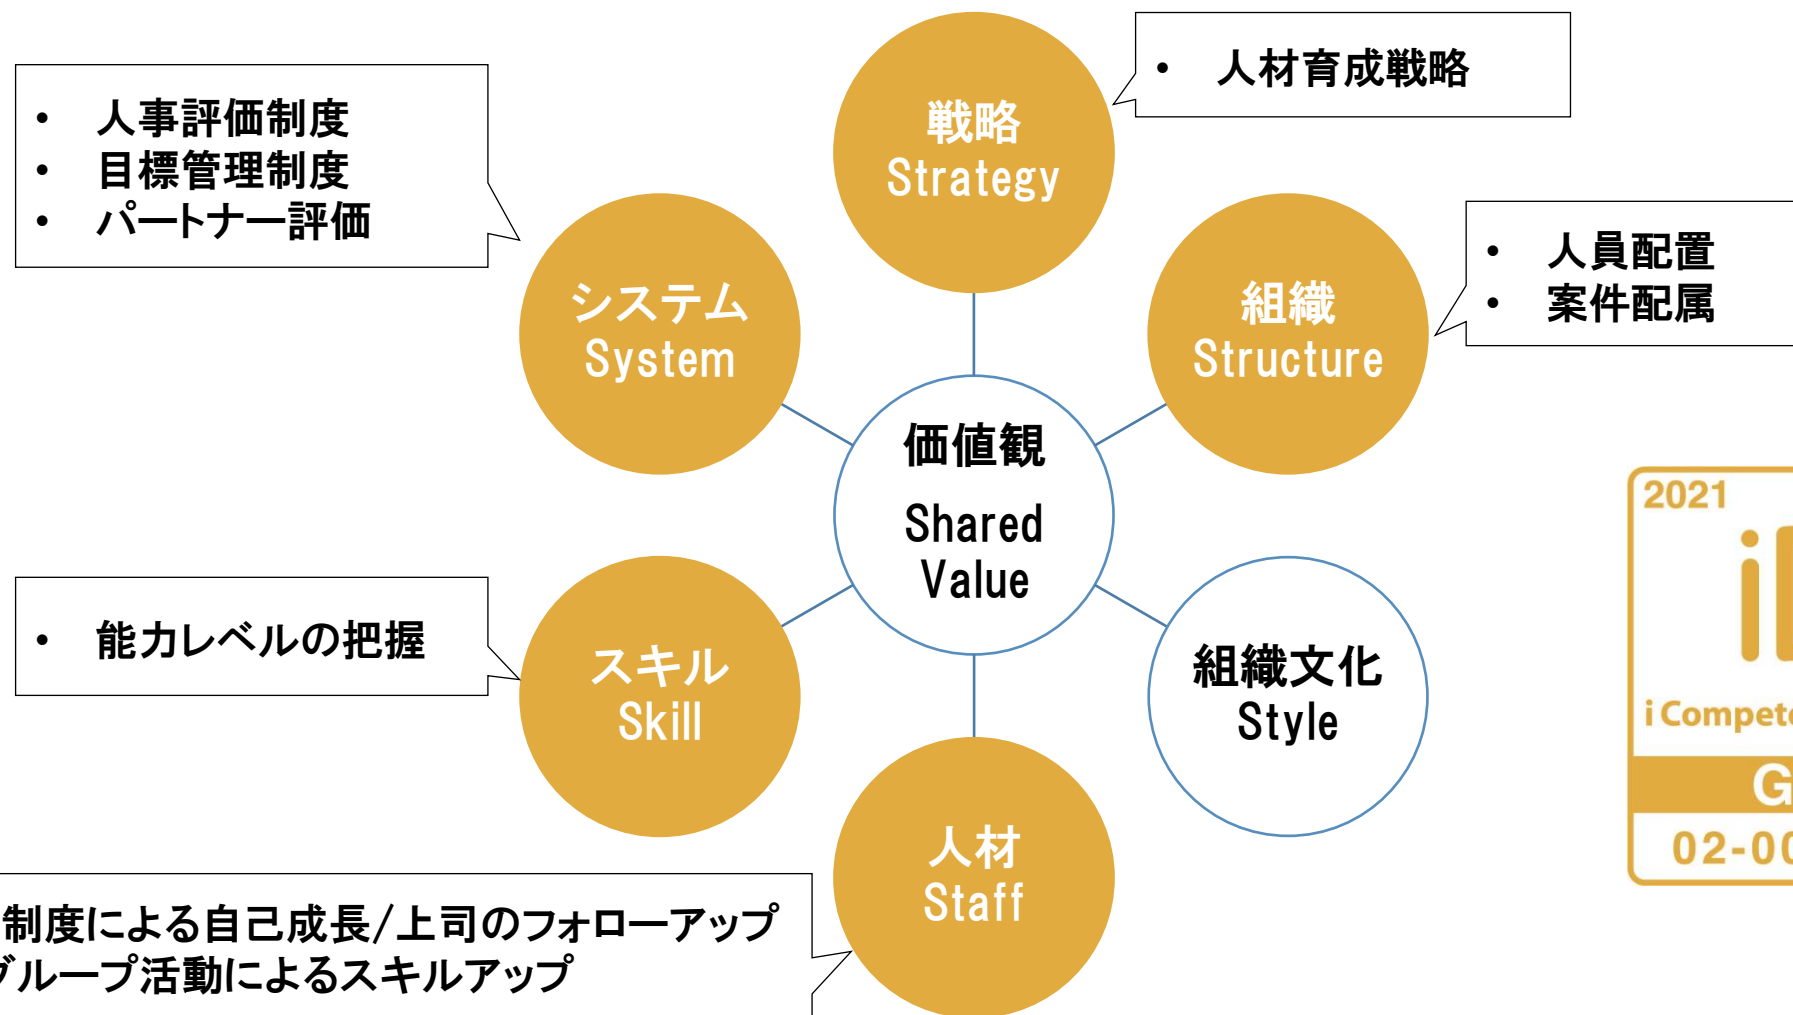 • 人材育成戦略
• 人事評価制度
• 目標管理制度
• パートナー評価
戦略
Strategy
• 人員配置
• 案件配属
システム
System
組織
Structure
価値観
Shared
Value
2021
• 能力レベルの把握
スキル
Skill
組織文化
Style
i
G
02-00
人材
Staff
制度による自己成長/上司のフォローアップ
グループ活動によるスキルアップ